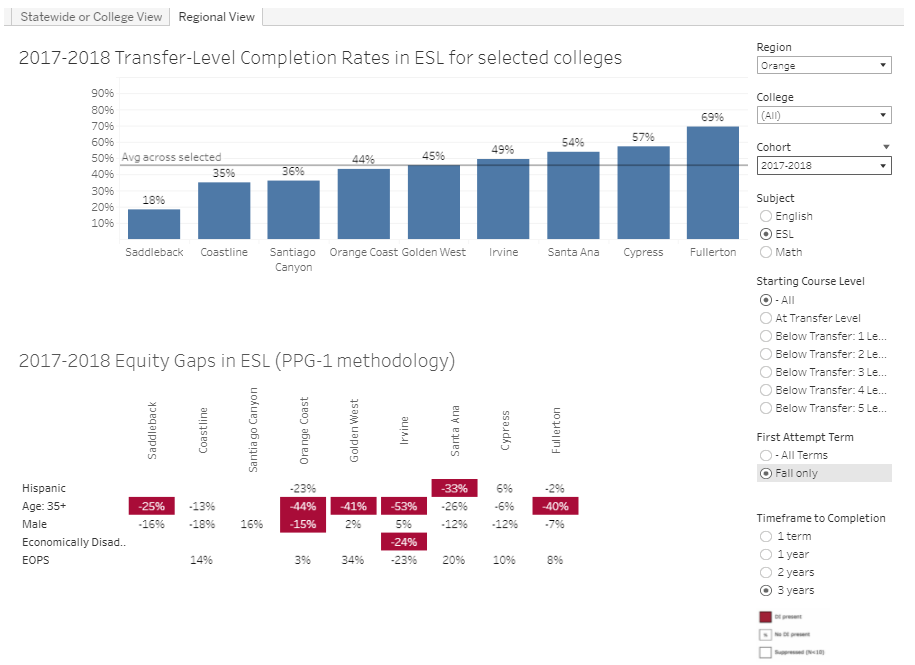 Statewide or College View
Regional View
2017-2018 Transfer-Level Completion Rates in ESL for selected colleges
90%
80%
70%
60%
50%
40%
30%
20%
10%
Avg across selected
18%
35%
36%
44%
45%
49%
54%
57%
69%
Saddleback
Coastline
Santiago
Canyon
Orange Coast
Golden West
Irvine
Santa Ana
Cypress
Fullerton
2017-2018 Equity Gaps in ESL (PPG-1 methodology)
Saddleback
Coastline
Santiago Canyon
Orange Coast
Golden West
Irvine
Santa Ana
Cypress
Fullerton
Hispanic -23% -33% 6% -2%
Age: 35+ -25% -13% -44% -41% -53% -26% -6% -40%
Male -16% -18% 16% -15% 2% 5% -12% -12% -7%
Economically Disad.. -24%
EOPS 14% 3% 34% -23% 20% 10% 8%
Region
Orange
College
(All)
Cohort
2017-2018
Subject
English
ESL
Math
Starting Course Level
- All
At Transfer Level
Below Transfer: 1 Le...
Below Transfer: 2 Le...
Below Transfer: 3 Le...
Below Transfer: 4 Le...
Below Transfer: 5 Le...
First Attempt Term
- All Terms
Fall only
Timeframe to Completion
1 term
1 year
2 years
3 years
DI present
% No DI present
Suppressed (N<10)